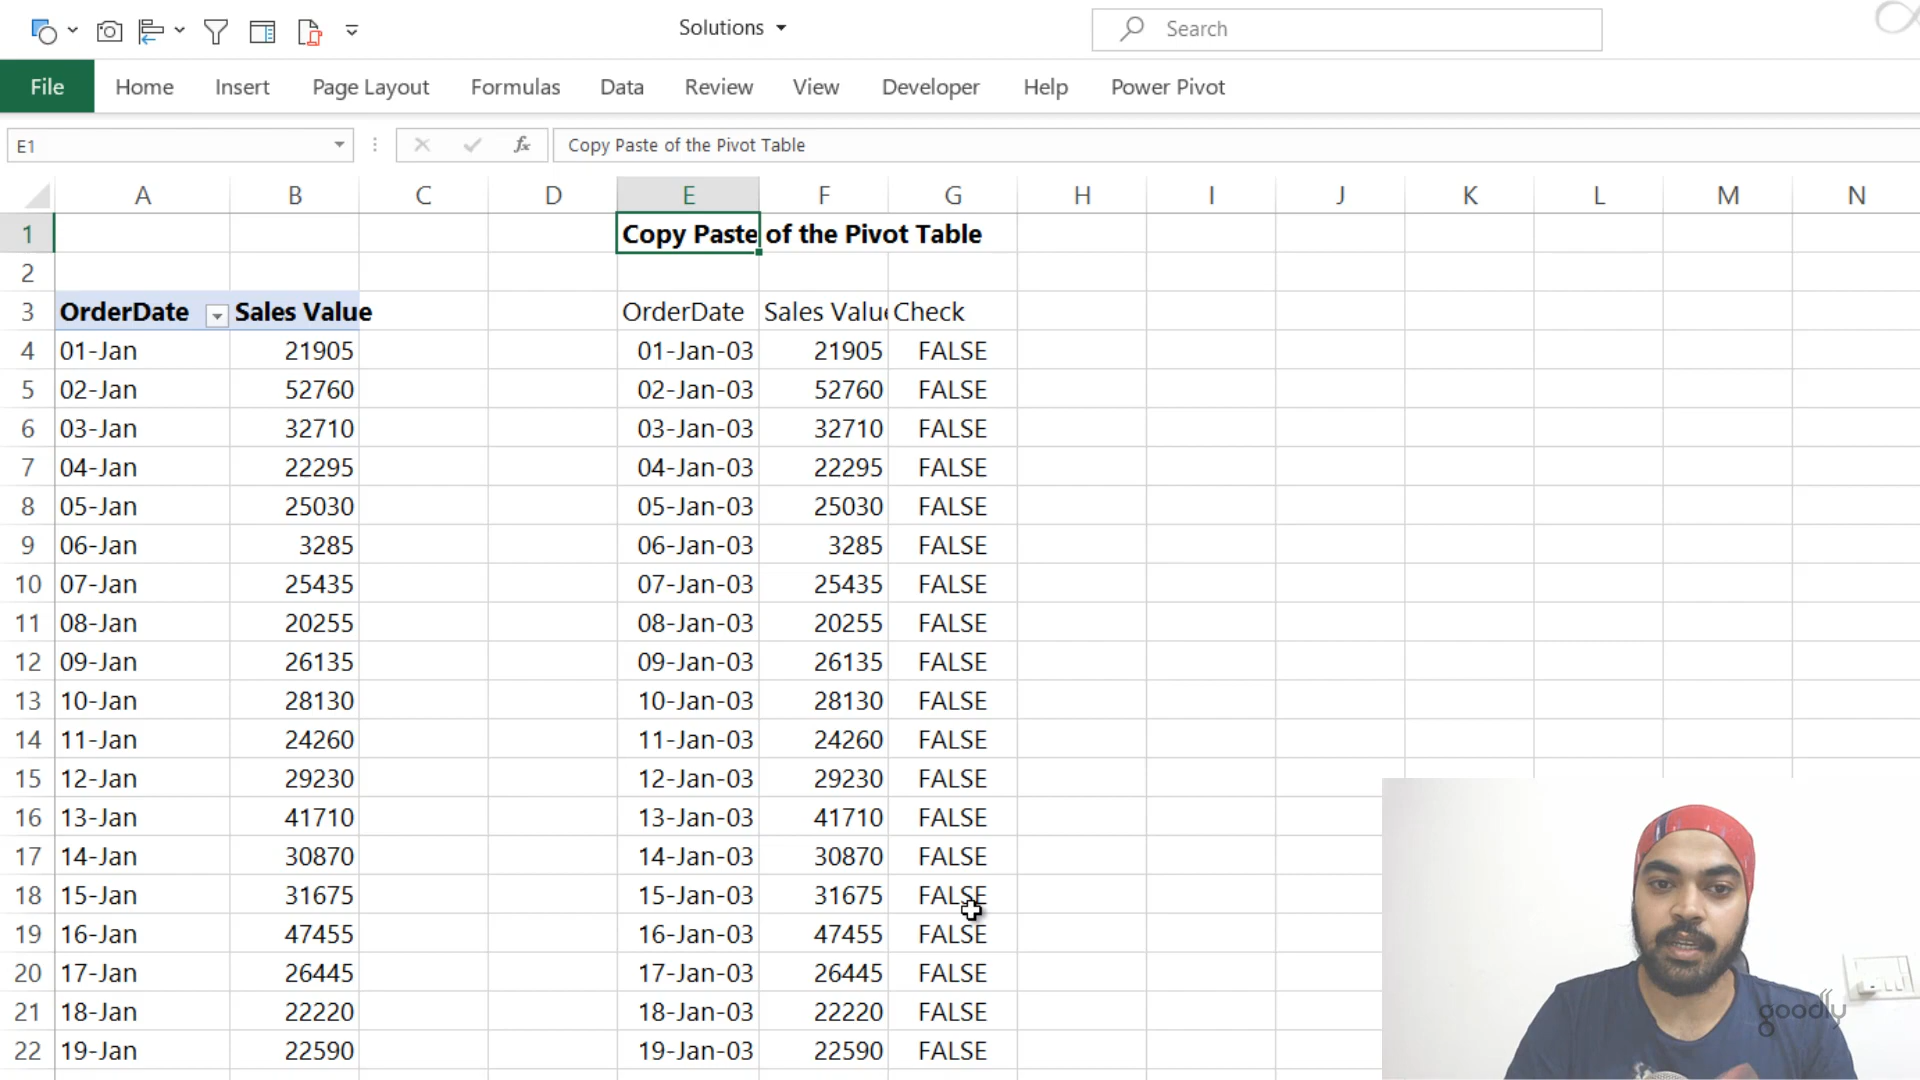 Solutions
Search
File Home Insert Page Layout Formulas Data Review View Developer Help Power Pivot
E1 fx Copy Paste of the Pivot Table
A B C D E F G H I J K L M N
1 Copy Paste of the Pivot Table
2
3 OrderDate Sales Value OrderDate Sales Value Check
4 01-Jan 21905 01-Jan-03 21905 FALSE
5 02-Jan 52760 02-Jan-03 52760 FALSE
6 03-Jan 32710 03-Jan-03 32710 FALSE
7 04-Jan 22295 04-Jan-03 22295 FALSE
8 05-Jan 25030 05-Jan-03 25030 FALSE
9 06-Jan 3285 06-Jan-03 3285 FALSE
10 07-Jan 25435 07-Jan-03 25435 FALSE
11 08-Jan 20255 08-Jan-03 20255 FALSE
12 09-Jan 26135 09-Jan-03 26135 FALSE
13 10-Jan 28130 10-Jan-03 28130 FALSE
14 11-Jan 24260 11-Jan-03 24260 FALSE
15 12-Jan 29230 12-Jan-03 29230 FALSE
16 13-Jan 41710 13-Jan-03 41710 FALSE
17 14-Jan 30870 14-Jan-03 30870 FALSE
18 15-Jan 31675 15-Jan-03 31675 FALSE
19 16-Jan 47455 16-Jan-03 47455 FALSE
20 17-Jan 26445 17-Jan-03 26445 FALSE
21 18-Jan 22220 18-Jan-03 22220 FALSE
22 19-Jan 22590 19-Jan-03 22590 FALSE
goodly